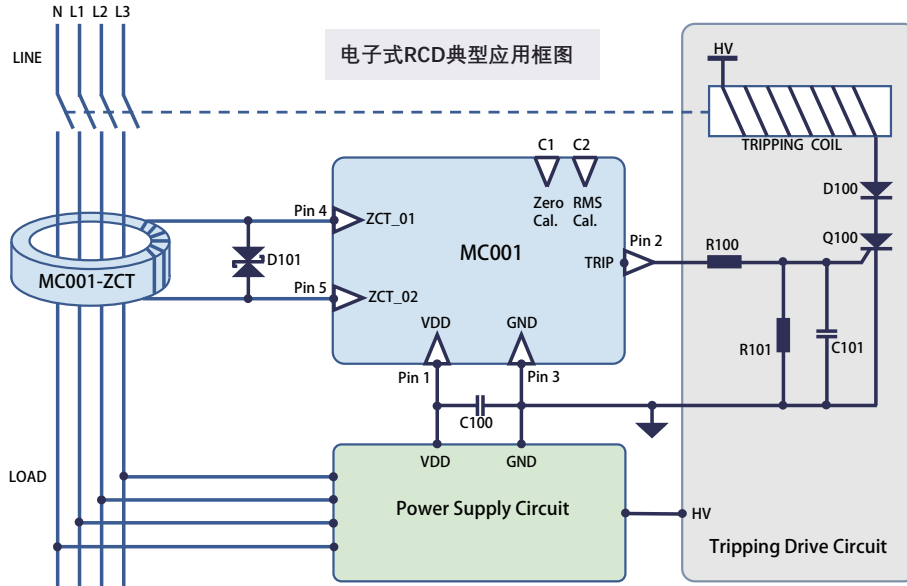 N L1 L2 L3
LINE
电子式RCD典型应用框图
HV
TRIPPING COIL
C1 C2
Zero RMS
Cal. Cal.
D100
Pin 4
ZCT_01
MC001
Pin 2
TRIP
R100
Q100
D101
MC001-ZCT
Pin 5
ZCT_02
VDD GND
R101
C101
Pin 1
Pin 3
C100
VDD GND
LOAD
Power Supply Circuit
HV
Tripping Drive Circuit